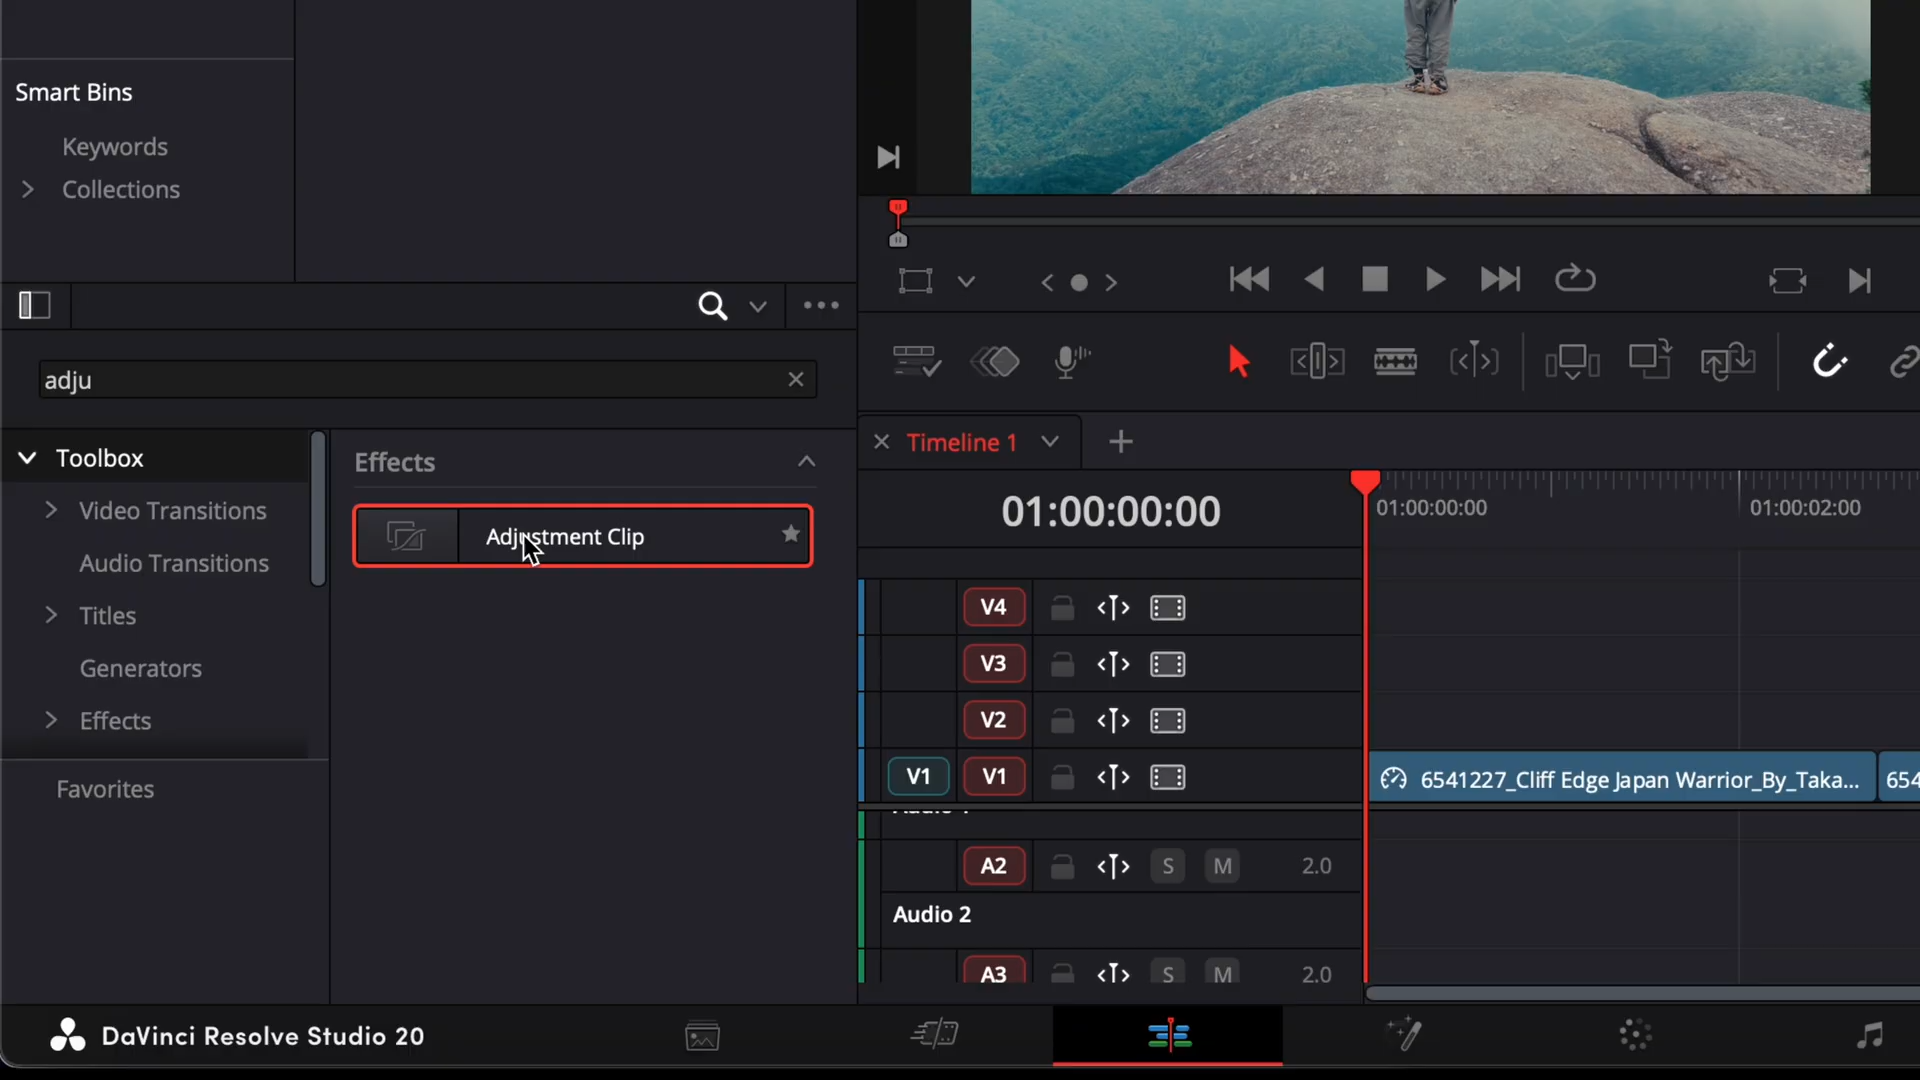 Smart Bins
Keywords
Collections
adju
Toolbox
Video Transitions
Audio Transitions
Titles
Generators
Effects
Favorites
Effects
Adjustment Clip
Timeline 1
01:00:00:00
01:00:00:00
01:00:02:00
V4
V3
V2
V1 V1
6541227_Cliff Edge Japan Warrior_By_Taka...
654
A2 S M 2.0
Audio 2
A3 S M 2.0
DaVinci Resolve Studio 20